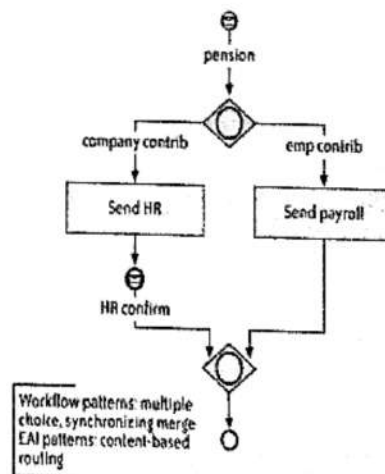 pension
company contrib
emp contrib
Send HR
Send payroll
HR confirm
Workflow patterns: multiple
choice, synchronizing merge
EAI patterns: content-based
routing